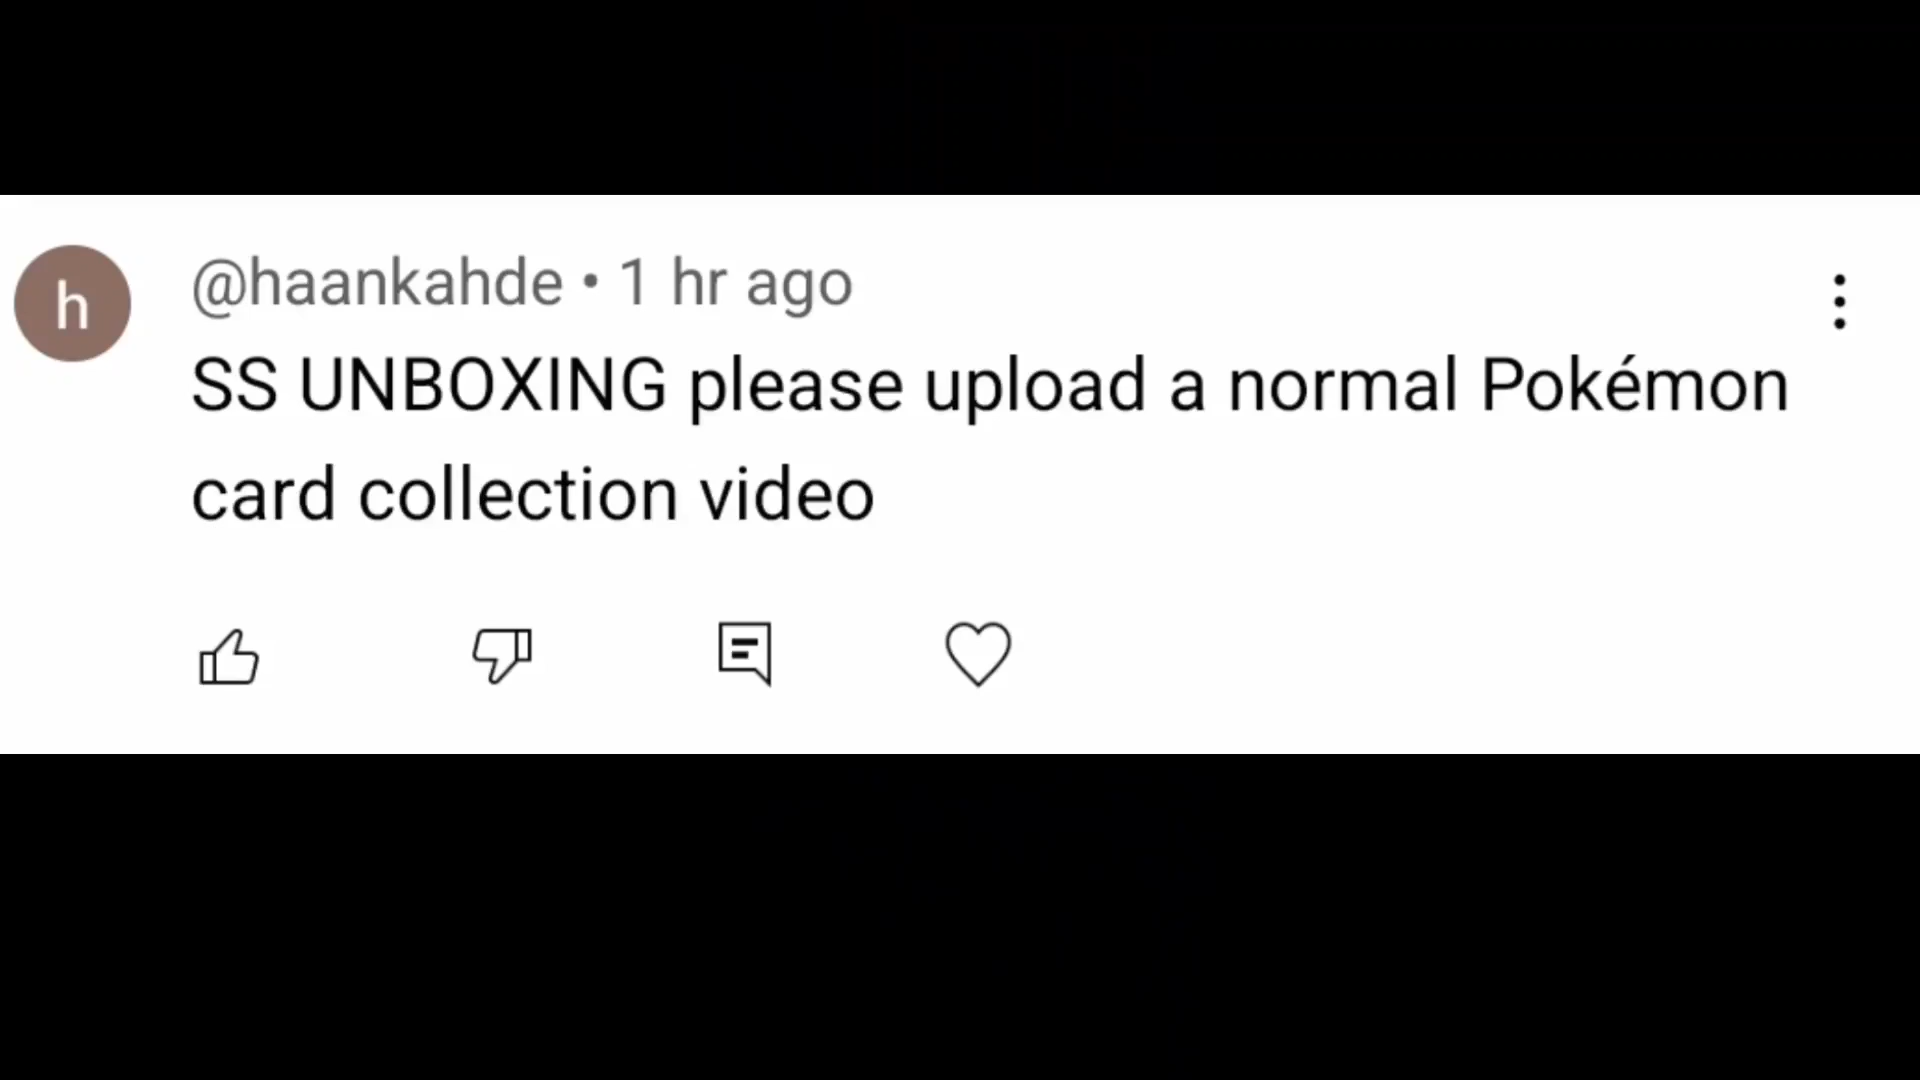 h
@haankahde • 1 hr ago
SS UNBOXING please upload a normal Pokémon
card collection video